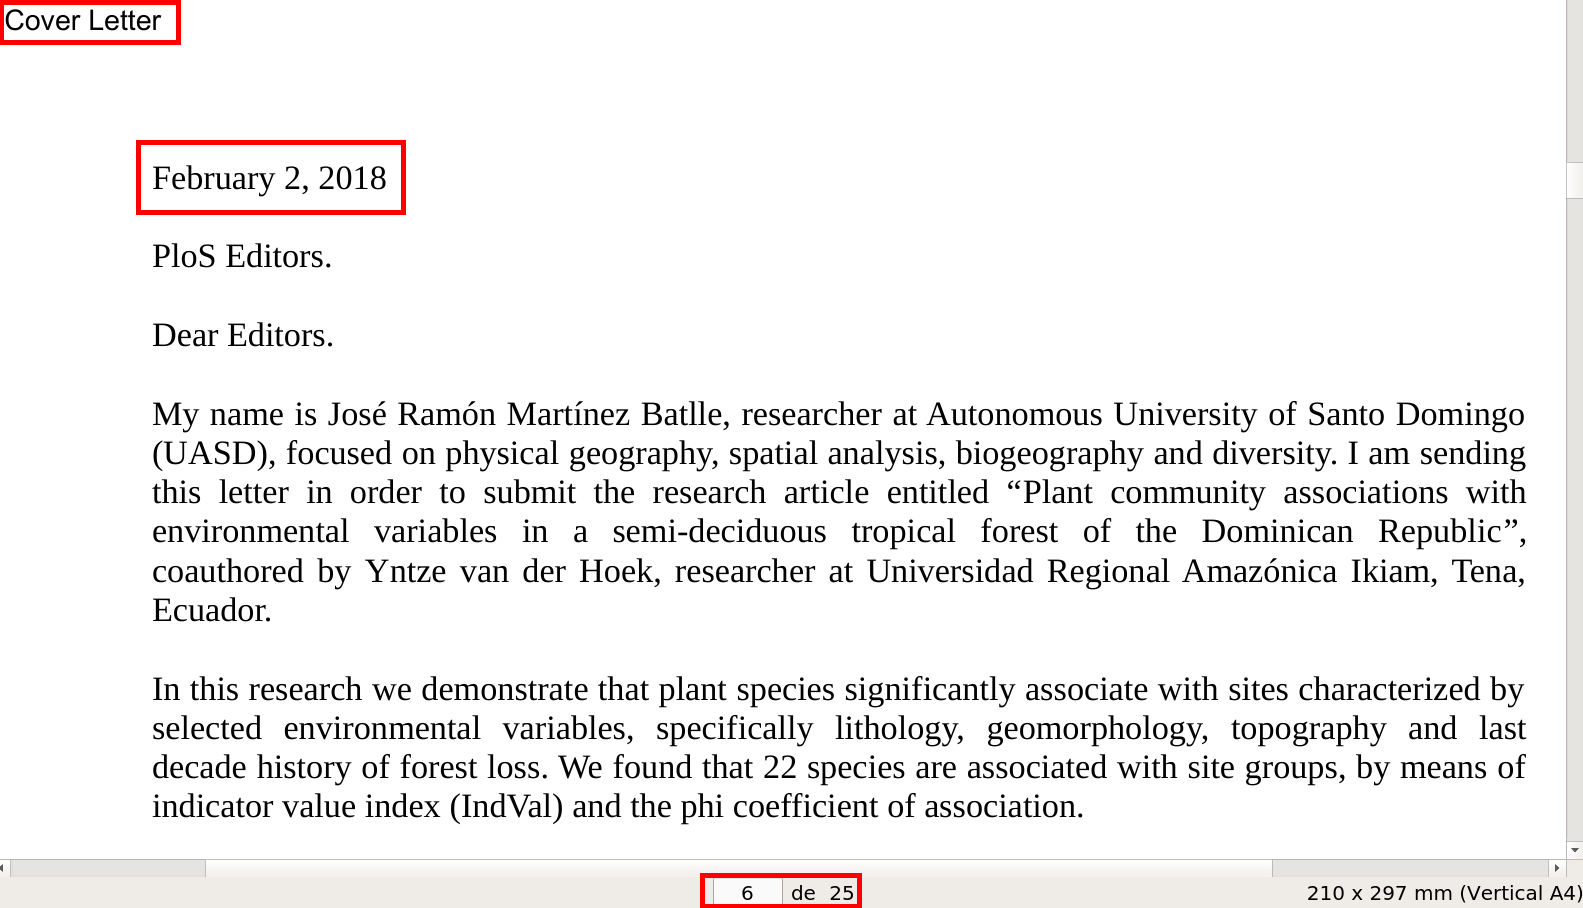 Cover Letter
February 2, 2018
PloS Editors.
Dear Editors.
My name is José Ramón Martínez Batlle, researcher at Autonomous University of Santo Domingo
(UASD), focused on physical geography, spatial analysis, biogeography and diversity. I am sending
this letter in order to submit the research article entitled “Plant community associations with
environmental variables in a semi-deciduous tropical forest of the Dominican Republic”,
coauthored by Yntze van der Hoek, researcher at Universidad Regional Amazónica Ikiam, Tena,
Ecuador.
In this research we demonstrate that plant species significantly associate with sites characterized by
selected environmental variables, specifically lithology, geomorphology, topography and last
decade history of forest loss. We found that 22 species are associated with site groups, by means of
indicator value index (IndVal) and the phi coefficient of association.
6 de 25 210 x 297 mm (Vertical A4)